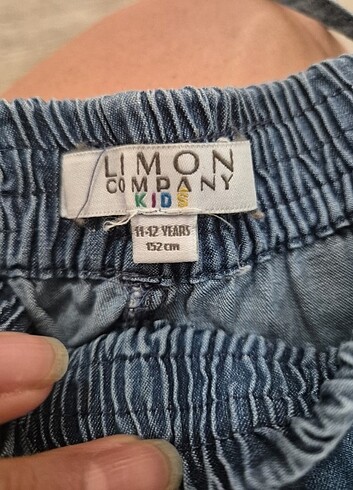 LIMON
COMPANY
KIDS
11-12 YEARS
152 cm